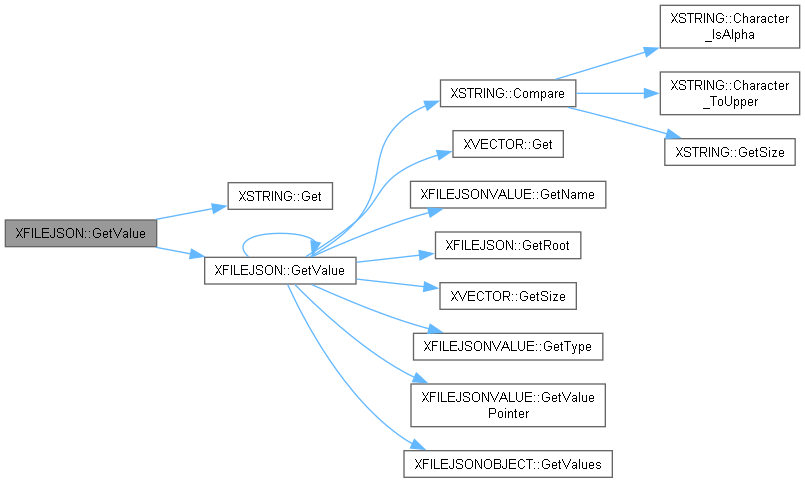 XFILEJSON::GetValue
XSTRING::Get
XFILEJSON::GetValue
XSTRING::Compare
XVECTOR::Get
XFILEJSONVALUE::GetName
XFILEJSON::GetRoot
XVECTOR::GetSize
XFILEJSONVALUE::GetType
XFILEJSONVALUE::GetValue
Pointer
XFILEJSONOBJECT::GetValues
XSTRING::Character
_IsAlpha
XSTRING::Character
_ToUpper
XSTRING::GetSize